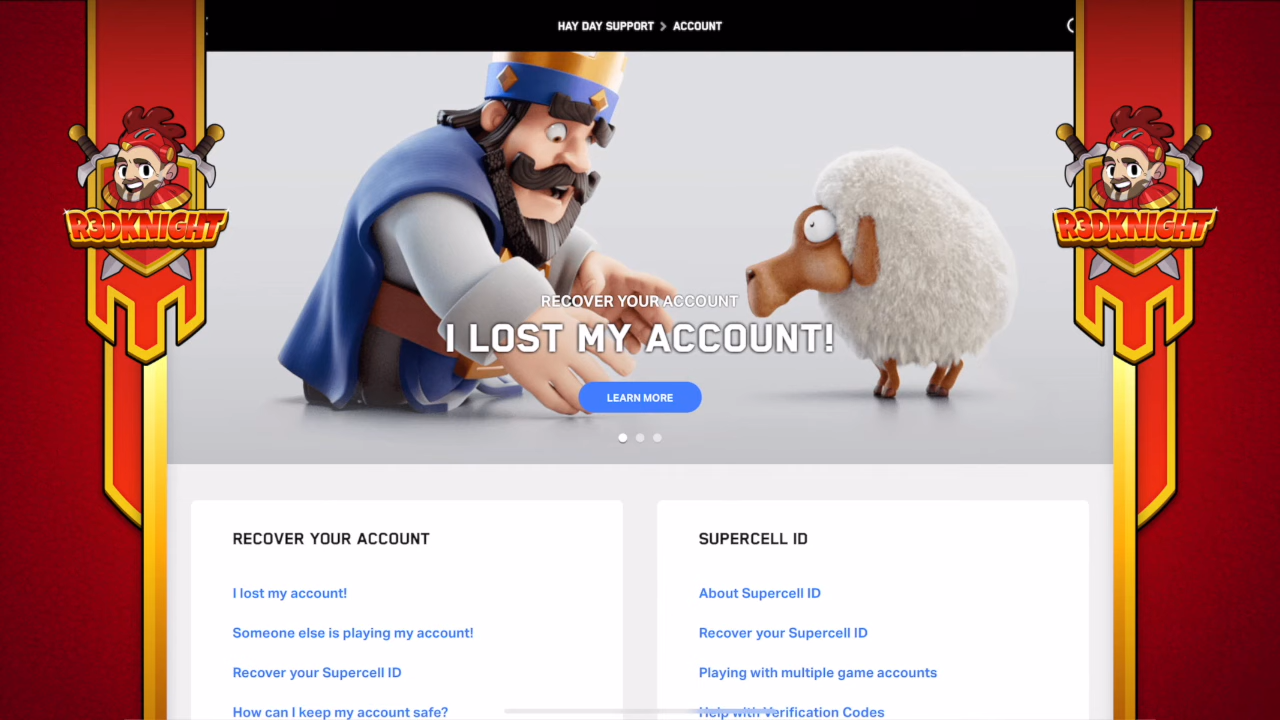 HAY DAY SUPPORT > ACCOUNT
R3DKNIGHT
R3DKNIGHT
RECOVER YOUR ACCOUNT
I LOST MY ACCOUNT!
LEARN MORE
RECOVER YOUR ACCOUNT
I lost my account!
Someone else is playing my account!
Recover your Supercell ID
How can I keep my account safe?
SUPERCELL ID
About Supercell ID
Recover your Supercell ID
Playing with multiple game accounts
Help with Verification Codes